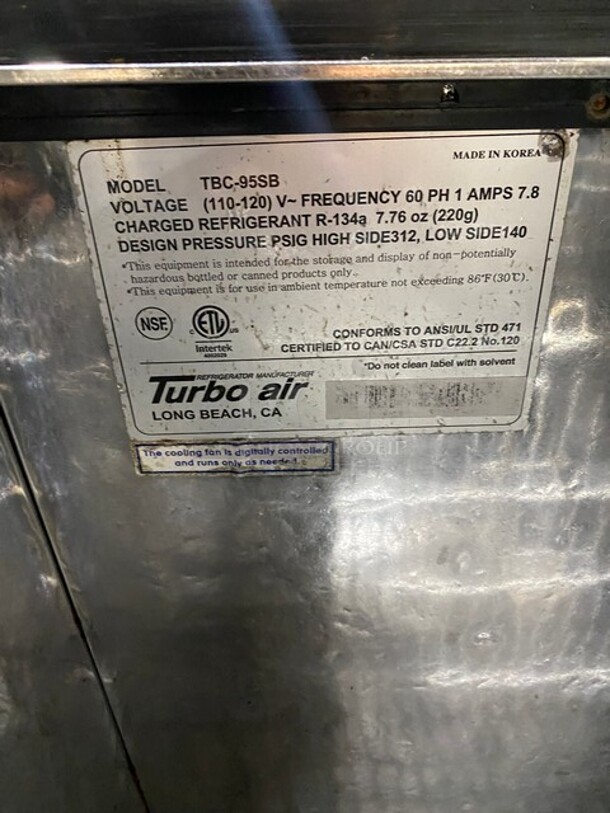 MADE IN KOREA
MODEL TBC-95SB
VOLTAGE (110-120) V~ FREQUENCY 60 PH 1 AMPS 7.8
CHARGED REFRIGERANT R-134a 7.76 oz (220g)
DESIGN PRESSURE PSIG HIGH SIDE312, LOW SIDE140
*This equipment is intended for the storage and display of non-potentially
hazardous bottled or canned products only
*This equipment is for use in ambient temperature not exceeding 86°F(30℃).
NSF
C ETL US
Intertek
CONFORMS TO ANSI/UL STD 471
CERTIFIED TO CAN/CSA STD C22.2 No.120
*Do not clean label with solvent
REFRIGERATOR MANUFACTURER
Turbo air
LONG BEACH, CA
The cooling fan is digitally controlled
and runs only as needed.